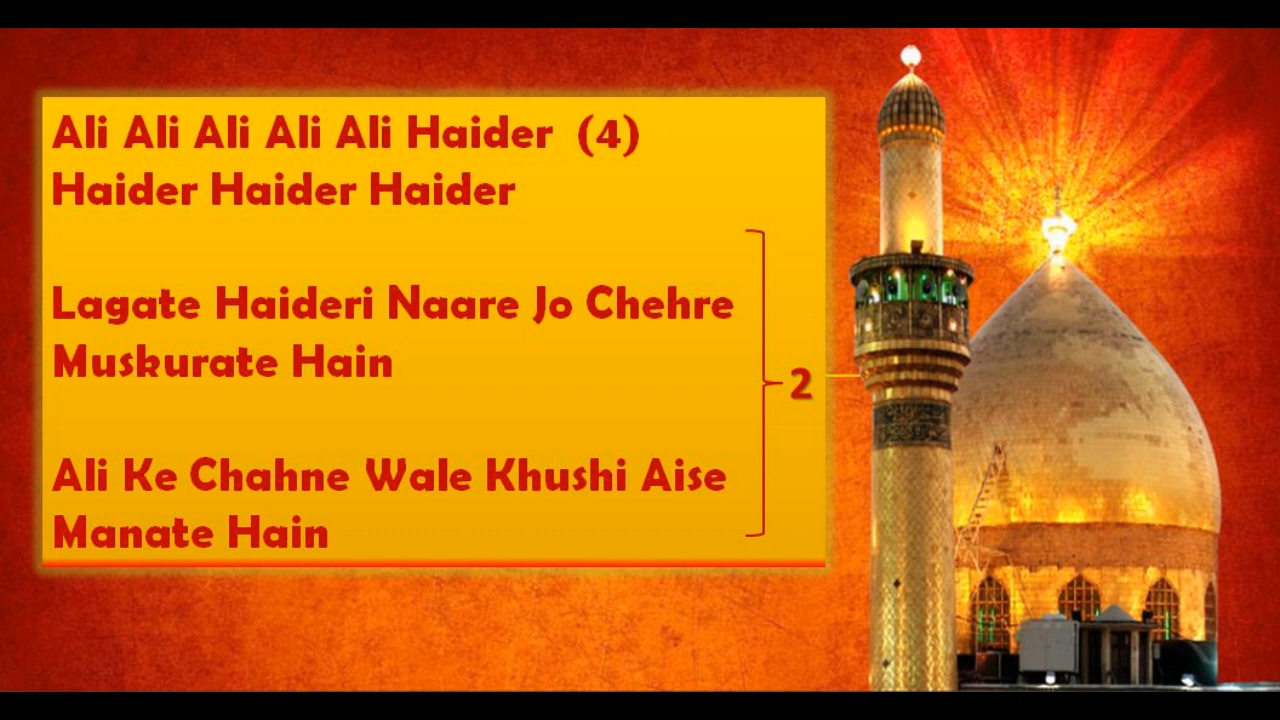 Ali Ali Ali Ali Ali Haider (4)
Haider Haider Haider
Lagate Haideri Naare Jo Chehre
Muskurate Hain
2
Ali Ke Chahne Wale Khushi Aise
Manate Hain